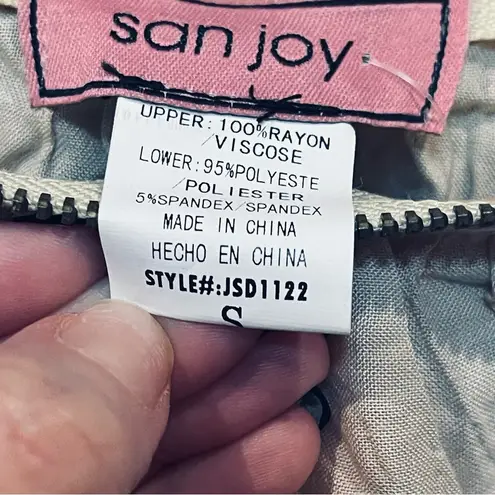 san joy
UPPER: 100%RAYON
/VISCOSE
LOWER: 95%POLYESTE
/POLIESTER
5%SPANDEX/SPANDEX
MADE IN CHINA
HECHO EN CHINA
STYLE#:JSD1122
S